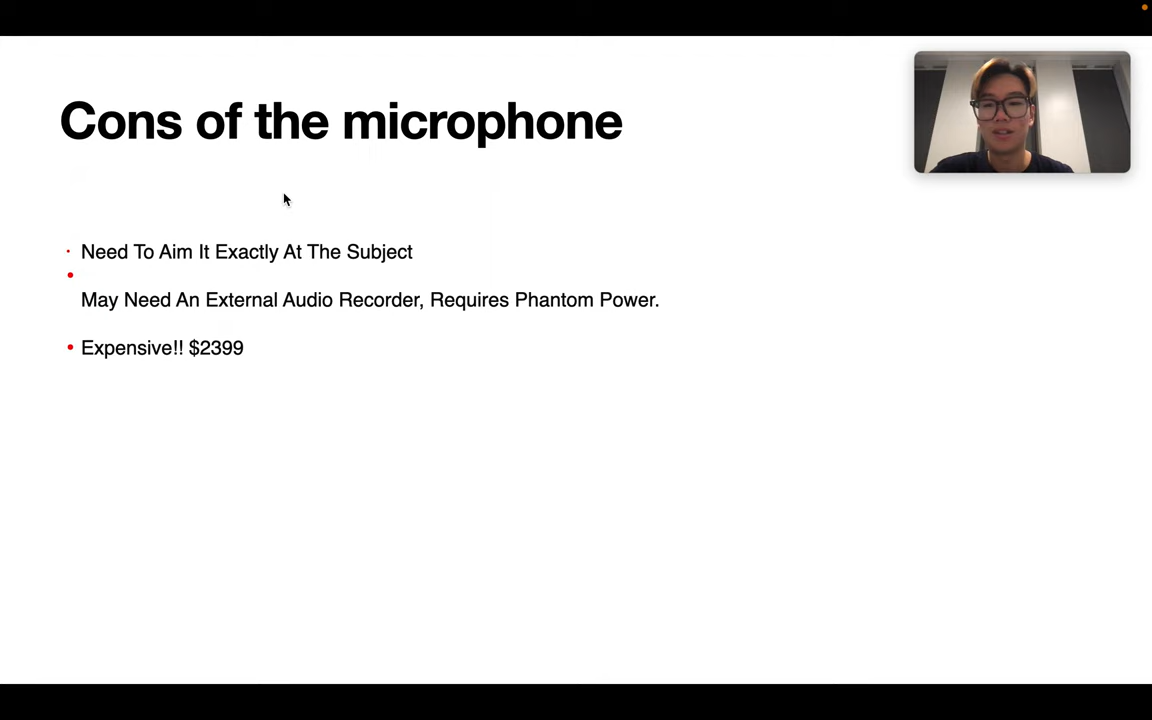 Cons of the microphone
• Need To Aim It Exactly At The Subject
•
May Need An External Audio Recorder, Requires Phantom Power.
• Expensive!! $2399